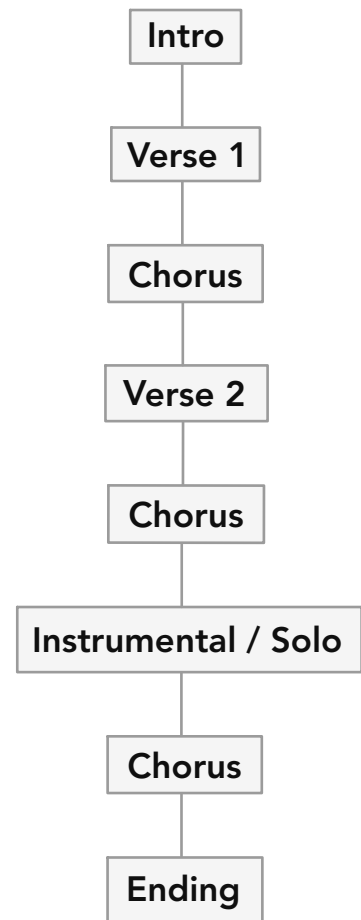 Intro
Verse 1
Chorus
Verse 2
Chorus
Instrumental / Solo
Chorus
Ending